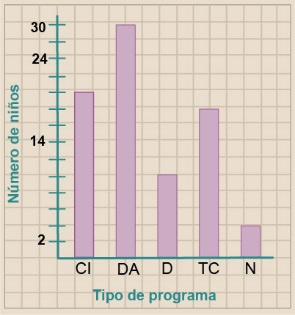 Número de niños
30
24
14
2
CI DA D TC N
Tipo de programa